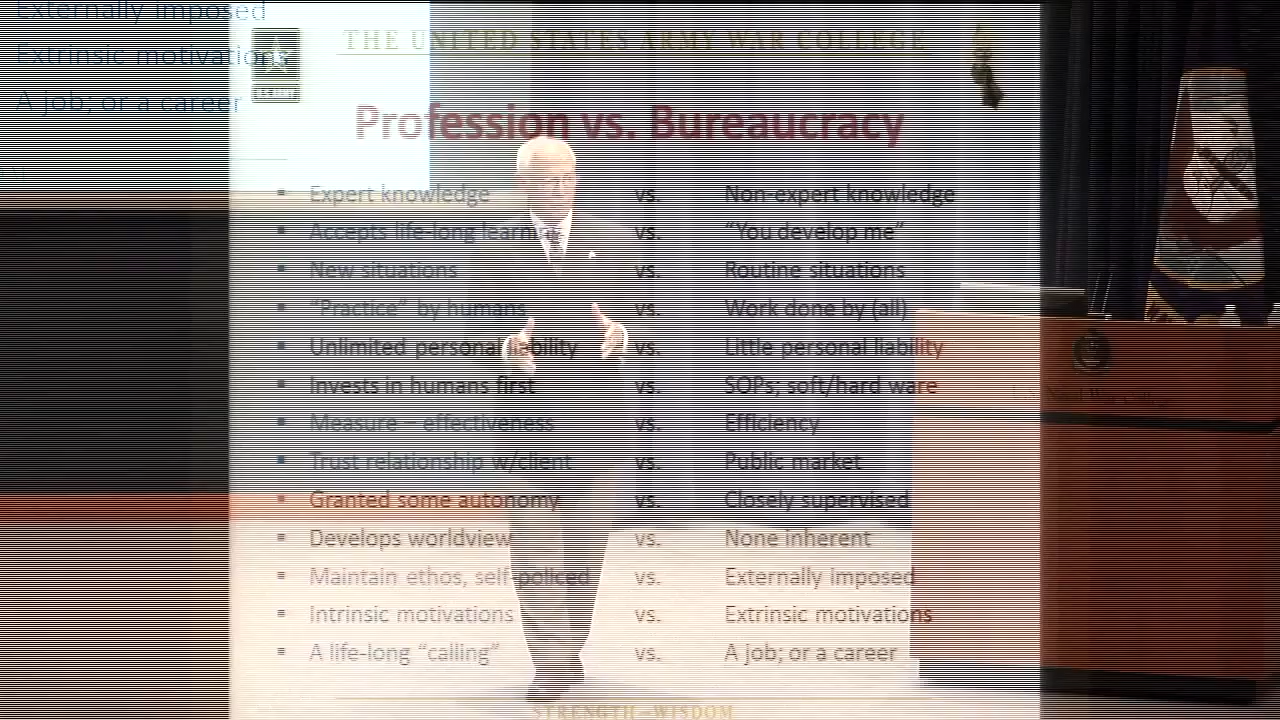 Externally imposed
Extrinsic motivations
A job; or a career
THE UNITED STATES ARMY WAR COLLEGE
Profession vs. Bureaucracy
▪ Expert knowledge vs. Non-expert knowledge
▪ Accepts life-long learning vs. "You develop me"
▪ New situations vs. Routine situations
▪ "Practice" by humans vs. Work done by (all)
▪ Unlimited personal liability vs. Little personal liability
▪ Invests in humans first vs. SOPs; soft/hard ware
▪ Measure – effectiveness vs. Efficiency
▪ Trust relationship w/client vs. Public market
▪ Granted some autonomy vs. Closely supervised
▪ Develops worldview vs. None inherent
▪ Maintain ethos, self-policed vs. Externally imposed
▪ Intrinsic motivations vs. Extrinsic motivations
▪ A life-long "calling" vs. A job; or a career
STRENGTH—WISDOM